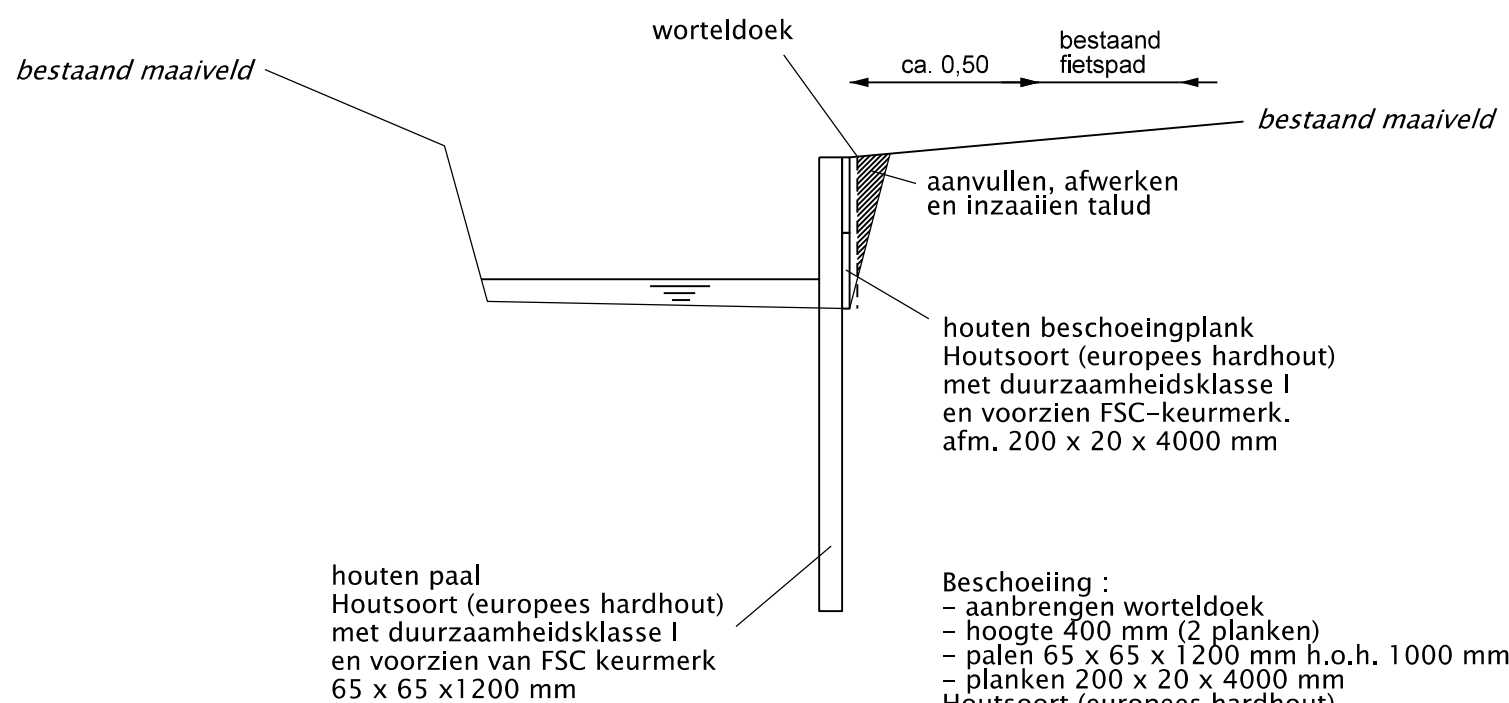 worteldoek
bestaand maaiveld
ca. 0,50
bestaand
fietspad
bestaand maaiveld
aanvullen, afwerken
en inzaaiien talud
houten beschoeingplank
Houtsoort (europees hardhout)
met duurzaamheidsklasse I
en voorzien FSC-keurmerk.
afm. 200 x 20 x 4000 mm
houten paal
Houtsoort (europees hardhout)
met duurzaamheidsklasse I
en voorzien van FSC keurmerk
65 x 65 x1200 mm
Beschoeiing :
- aanbrengen worteldoek
- hoogte 400 mm (2 planken)
- palen 65 x 65 x 1200 mm h.o.h. 1000 mm
- planken 200 x 20 x 4000 mm
Houtsoort (europees hardhout)